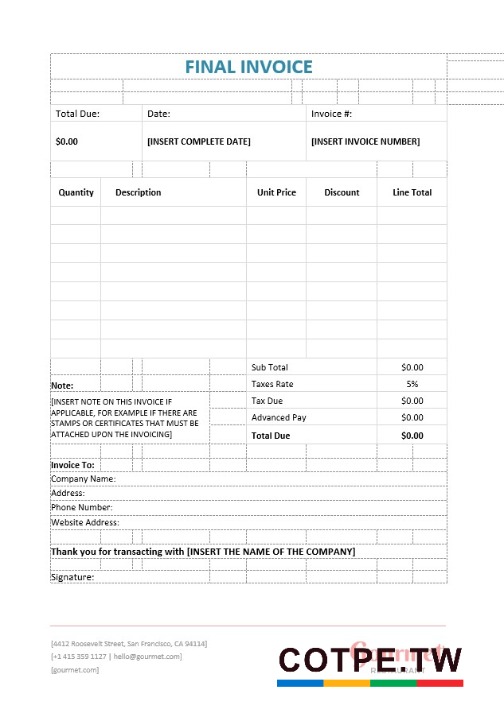 FINAL INVOICE
Total Due: Date: Invoice #:
$0.00 [INSERT COMPLETE DATE] [INSERT INVOICE NUMBER]
Quantity Description Unit Price Discount Line Total
Sub Total $0.00
Note: Taxes Rate 5%
[INSERT NOTE ON THIS INVOICE IF Tax Due $0.00
APPLICABLE, FOR EXAMPLE IF THERE ARE
STAMPS OR CERTIFICATES THAT MUST BE Advanced Pay $0.00
ATTACHED UPON THE INVOICING] Total Due $0.00
Invoice To:
Company Name:
Address:
Phone Number:
Website Address:
Thank you for transacting with [INSERT THE NAME OF THE COMPANY]
Signature:
[4412 Roosevelt Street, San Francisco, CA 94114]
[+1 415 355 1127 | hello@gourmet.com]
[gourmet.com]
Gourmet
COTPE.TW
RESTAURANT